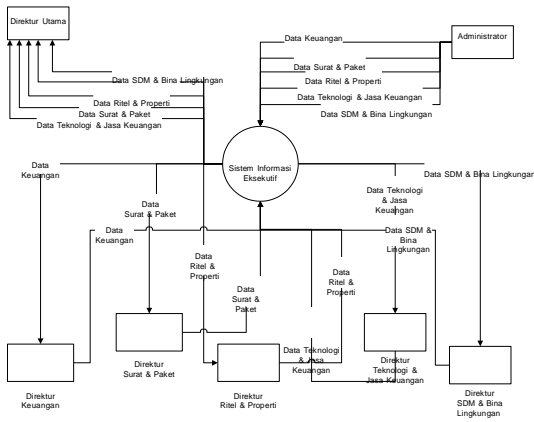 Direktur Utama
Administrator
Data Keuangan
Data Surat & Paket
Data Ritel & Properti
Data Teknologi & Jasa Keuangan
Data SDM & Bina Lingkungan
Data SDM & Bina Lingkungan
Data Ritel & Properti
Data Surat & Paket
Data Teknologi & Jasa Keuangan
Sistem Informasi
Eksekutif
Data
Keuangan
Data
Surat & Paket
Data
Keuangan
Data
Ritel &
Properti
Data
Surat &
Paket
Data
Ritel &
Properti
Data Teknologi
& Jasa
Keuangan
Data SDM & Bina Lingkungan
Data SDM &
Bina
Lingkungan
Data Teknologi
& Jasa
Keuangan
Direktur
Keuangan
Direktur
Surat & Paket
Direktur
Ritel & Properti
Direktur
Teknologi &
Jasa Keuangan
Direktur
SDM & Bina
Lingkungan